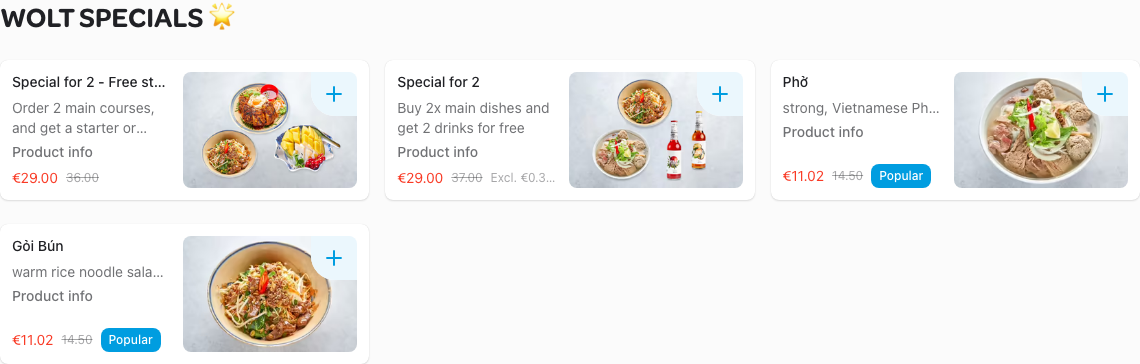 WOLT SPECIALS 🌟
Special for 2 - Free st...
Order 2 main courses,
and get a starter or...
Product info
€29.00 36.00
Special for 2
Buy 2x main dishes and
get 2 drinks for free
Product info
€29.00 37.00 Excl. €0.3...
Phở
strong, Vietnamese Ph...
Product info
€11.02 14.50 Popular
Gỏi Bún
warm rice noodle sala...
Product info
€11.02 14.50 Popular